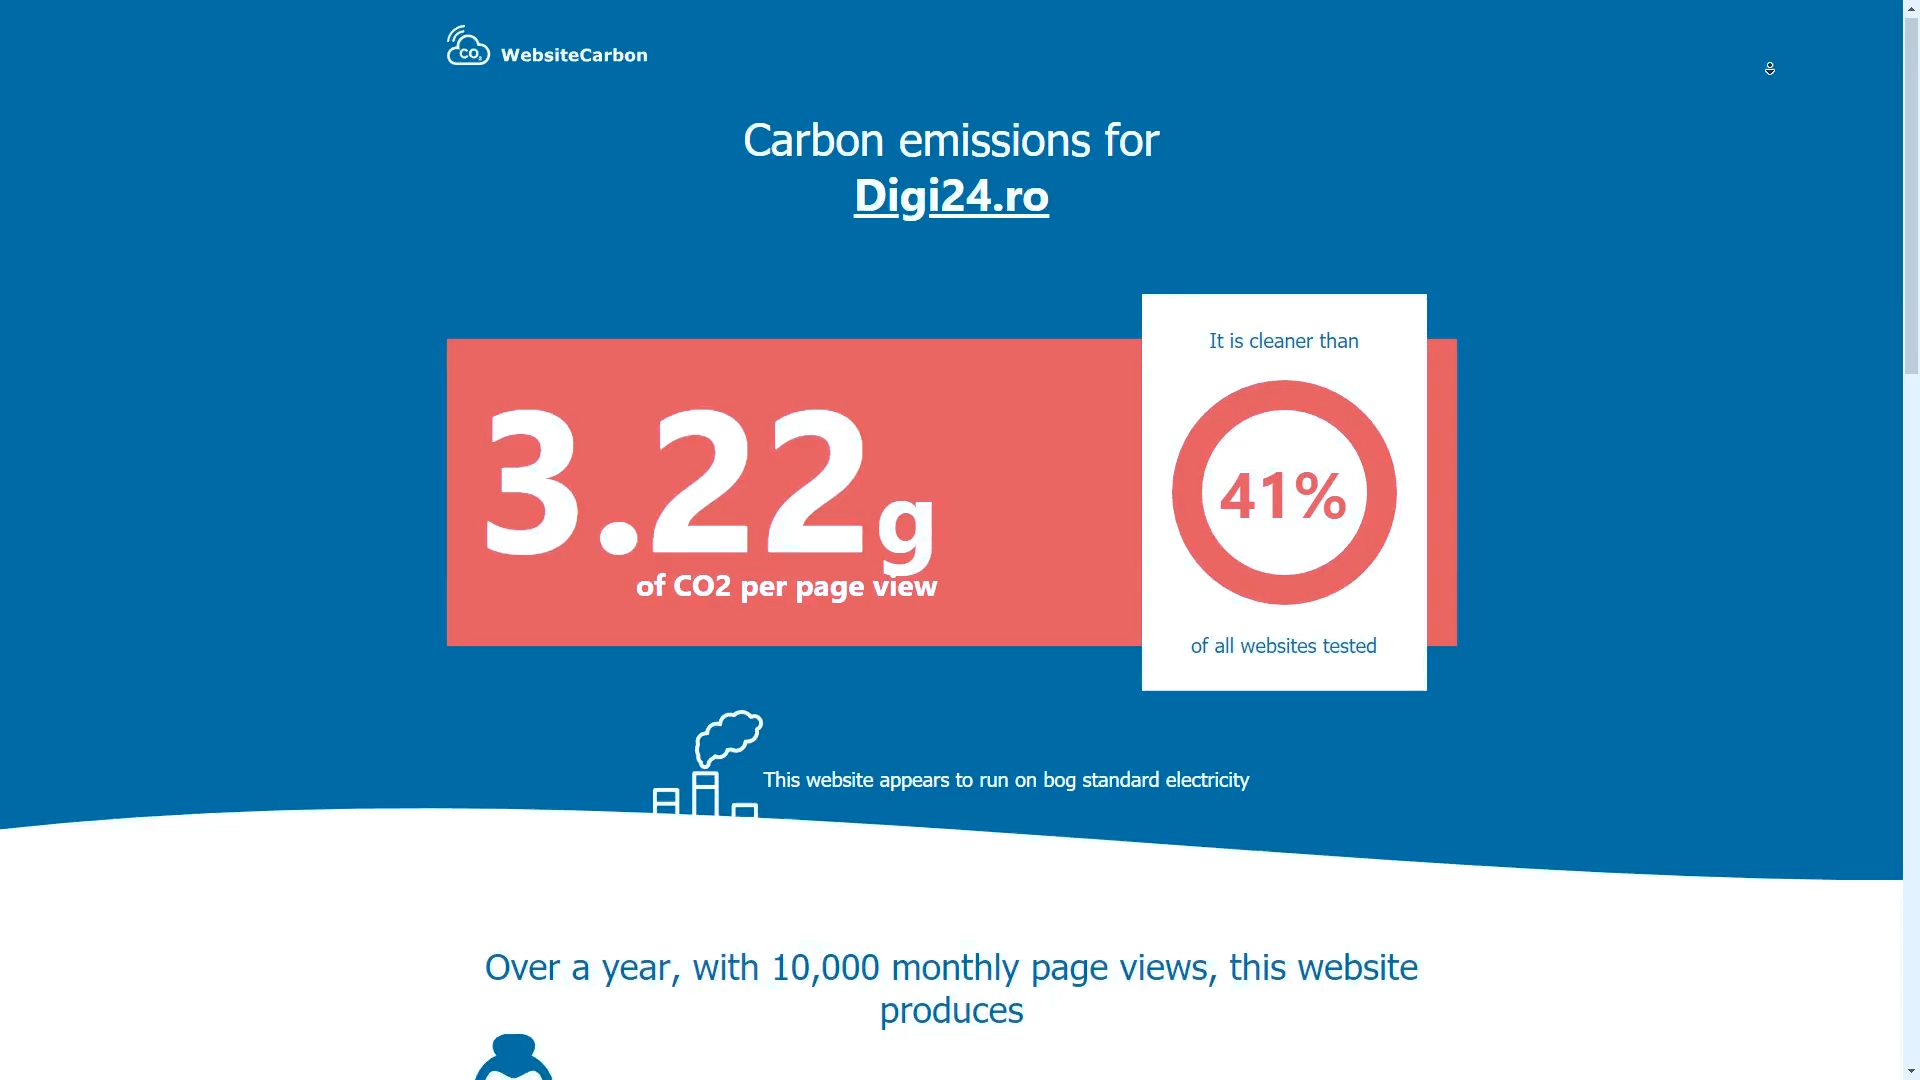 CO2
WebsiteCarbon
Carbon emissions for
Digi24.ro
It is cleaner than
3.22g
of CO2 per page view
41%
of all websites tested
This website appears to run on bog standard electricity
Over a year, with 10,000 monthly page views, this website
produces